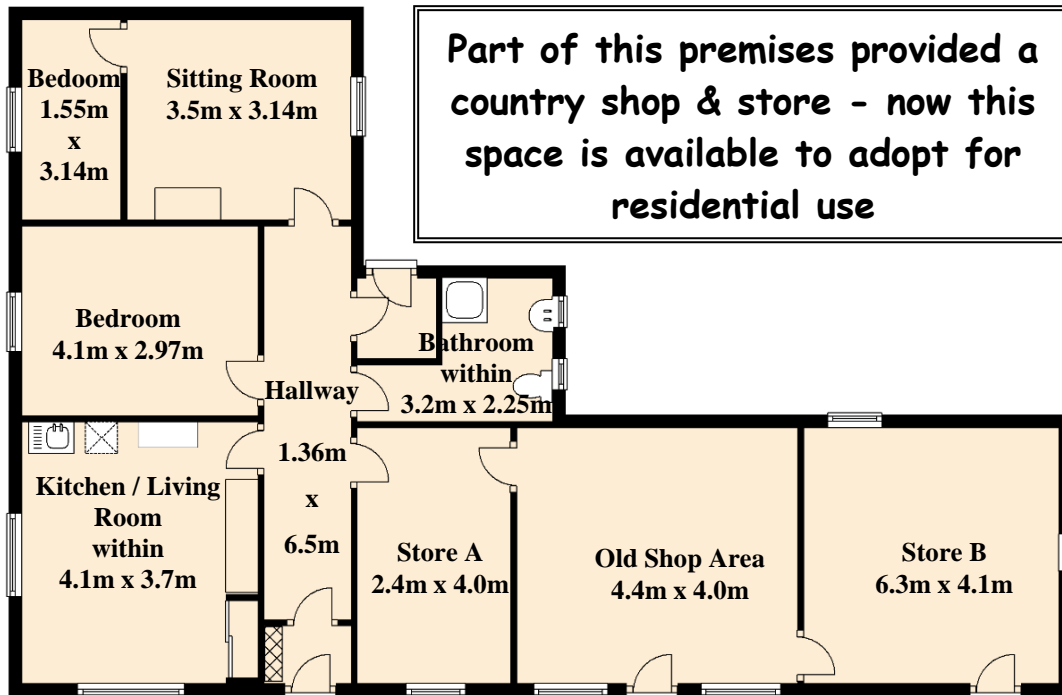 Part of this premises provided a
country shop & store - now this
space is available to adopt for
residential use
Bedoom
1.55m
x
3.14m
Sitting Room
3.5m x 3.14m
Bedroom
4.1m x 2.97m
Hallway
1.36m
x
6.5m
Bathroom
within
3.2m x 2.25m
Kitchen / Living
Room
within
4.1m x 3.7m
Store A
2.4m x 4.0m
Old Shop Area
4.4m x 4.0m
Store B
6.3m x 4.1m